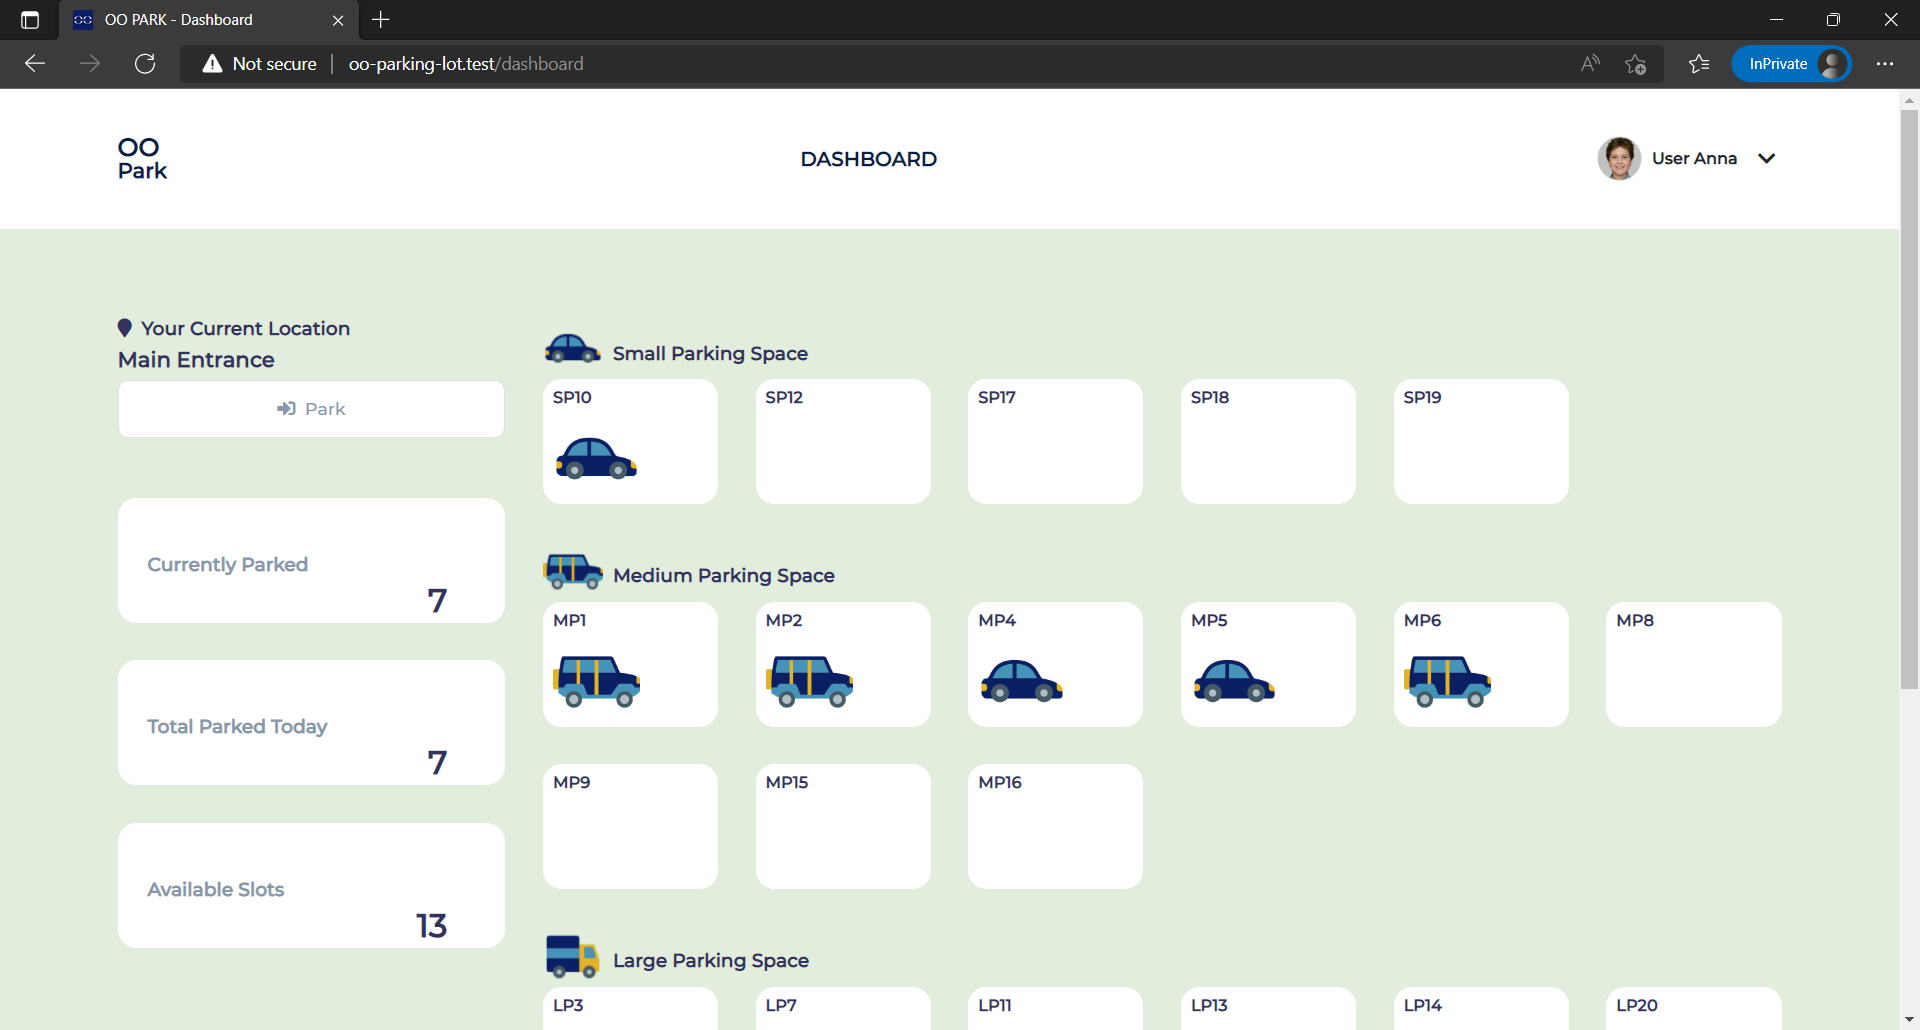 OO PARK - Dashboard
Not secure
oo-parking-lot.test/dashboard
InPrivate
OO
Park
DASHBOARD
User Anna
Your Current Location
Main Entrance
Park
Currently Parked
7
Total Parked Today
7
Available Slots
13
Small Parking Space
SP10 SP12 SP17 SP18 SP19
Medium Parking Space
MP1 MP2 MP4 MP5 MP6 MP8
MP9 MP15 MP16
Large Parking Space
LP3 LP7 LP11 LP13 LP14 LP20